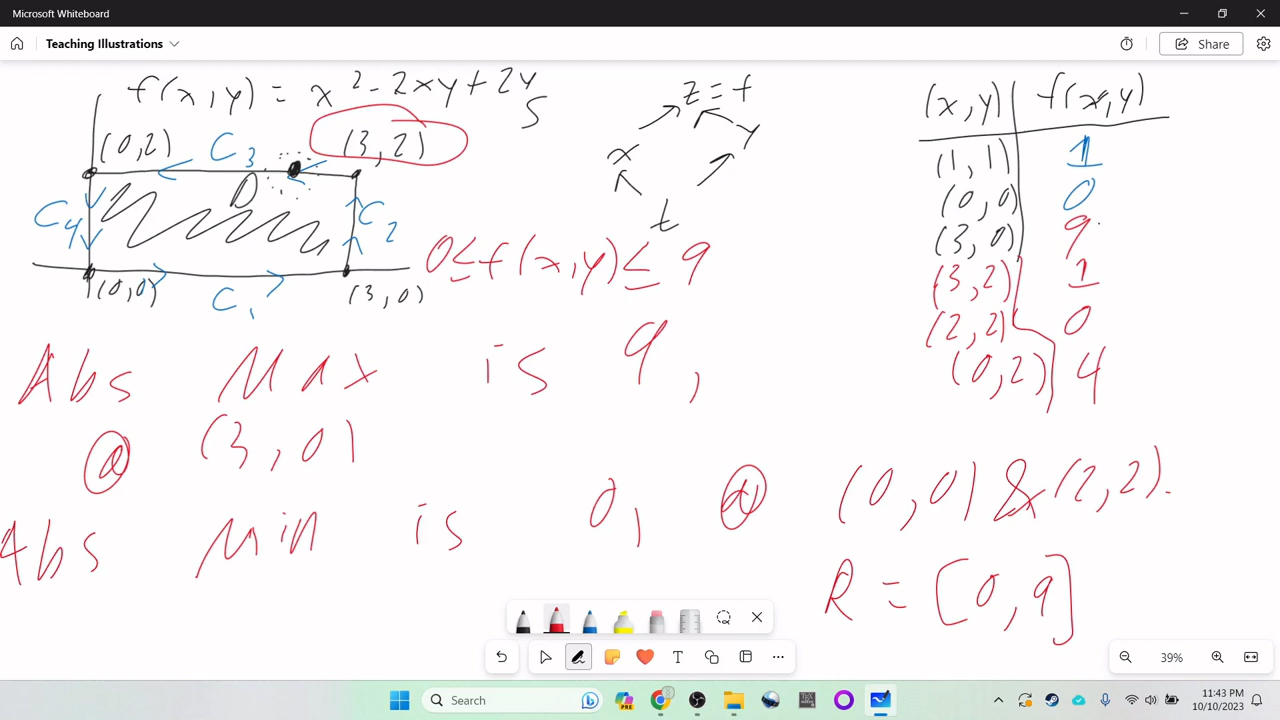 Microsoft Whiteboard
Teaching Illustrations
Share
f(x,y) = x² - 2xy + 2y
S
(0,2)
C₃
(3,2)
D
C₄
C₂
(0,0)
C₁
(3,0)
z = f
x
y
t
0 ≤ f(x,y) ≤ 9
(x,y) f(x,y)
(1,1) 1
(0,0) 0
(3,0) 9
(3,2) 1
(2,2) 0
(0,2) 4
Abs Max is 9,
@ (3,0)
Abs Min is 0, @ (0,0) & (2,2).
R = [0,9]
39%
Search
PRE
11:43 PM
10/10/2023